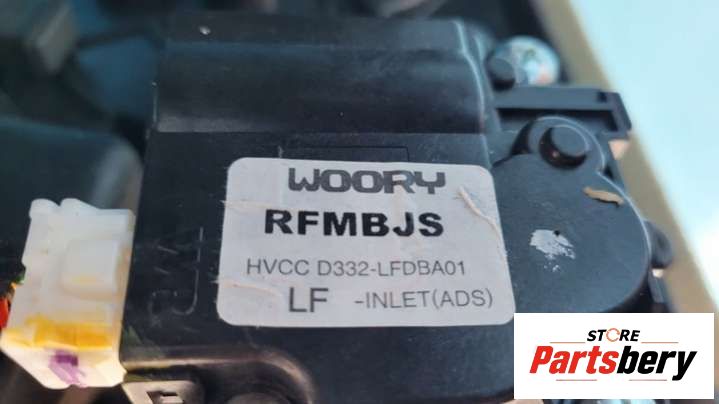 WOORY
RFMBJS
HVCC D332-LFDBA01
LF -INLET(ADS)
STORE
Partsbery